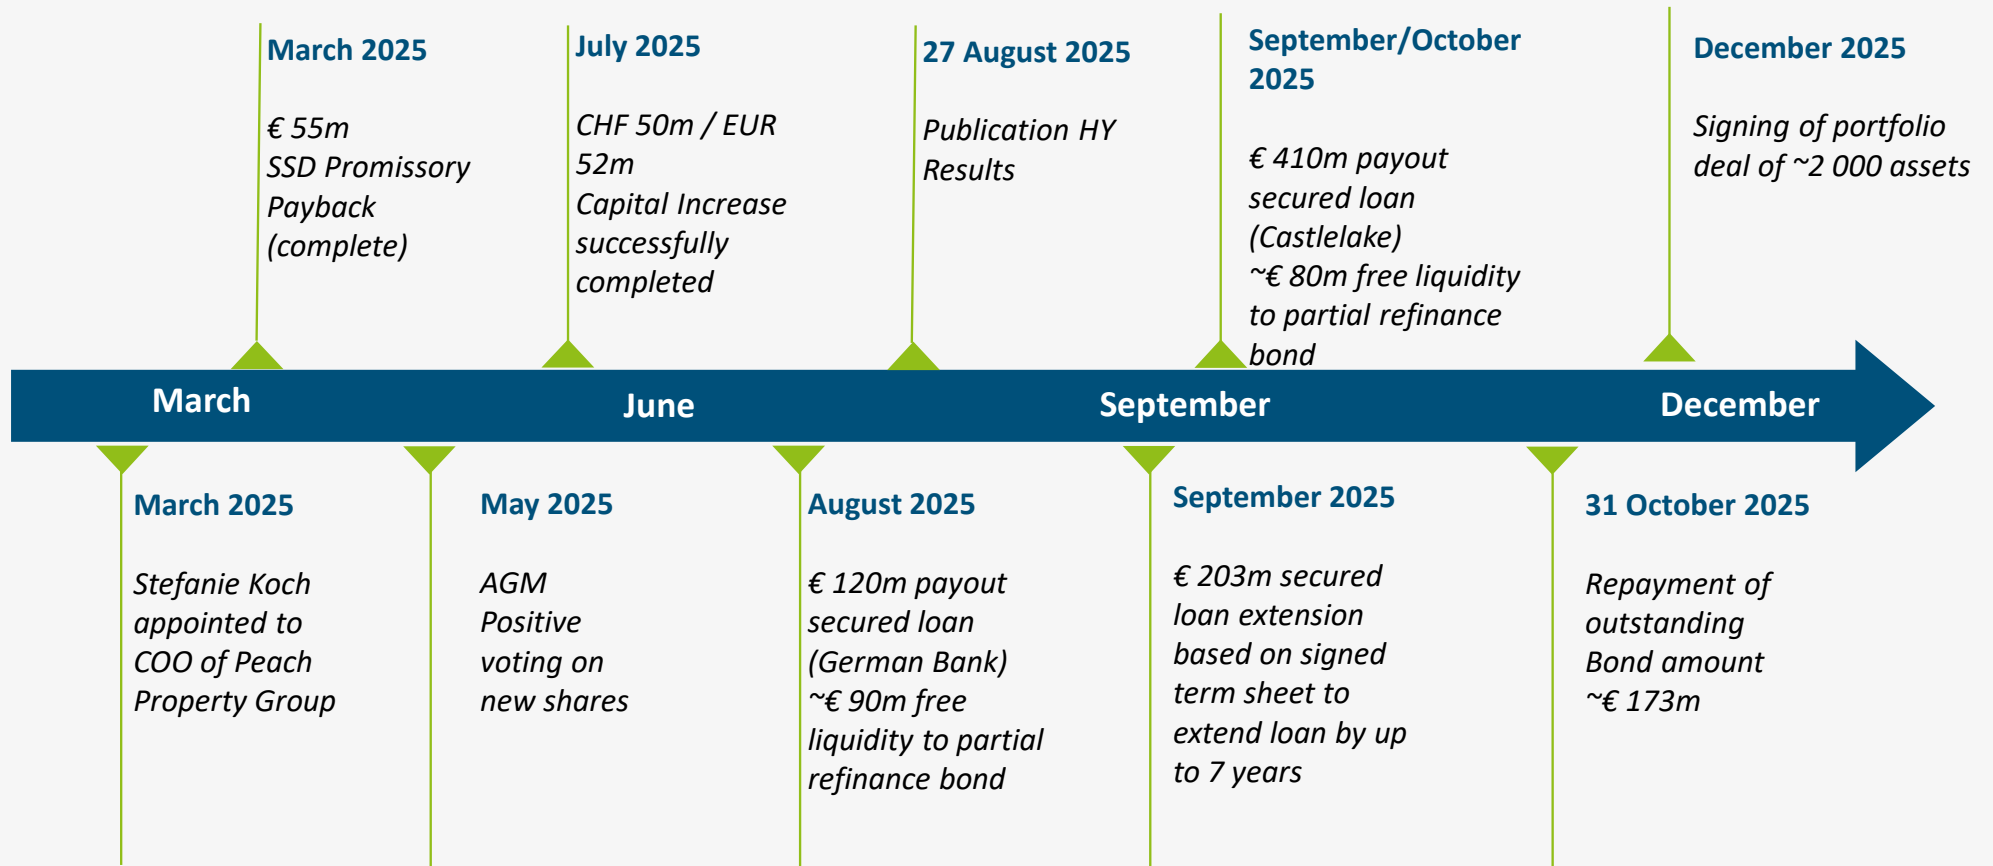 March 2025
€ 55m
SSD Promissory
Payback
(complete)
July 2025
CHF 50m / EUR
52m
Capital Increase
successfully
completed
27 August 2025
Publication HY
Results
September/October
2025
€ 410m payout
secured loan
(Castlelake)
~€ 80m free liquidity
to partial refinance
bond
December 2025
Signing of portfolio
deal of ~2 000 assets
March
June
September
December
March 2025
Stefanie Koch
appointed to
COO of Peach
Property Group
May 2025
AGM
Positive
voting on
new shares
August 2025
€ 120m payout
secured loan
(German Bank)
~€ 90m free
liquidity to partial
refinance bond
September 2025
€ 203m secured
loan extension
based on signed
term sheet to
extend loan by up
to 7 years
31 October 2025
Repayment of
outstanding
Bond amount
~€ 173m